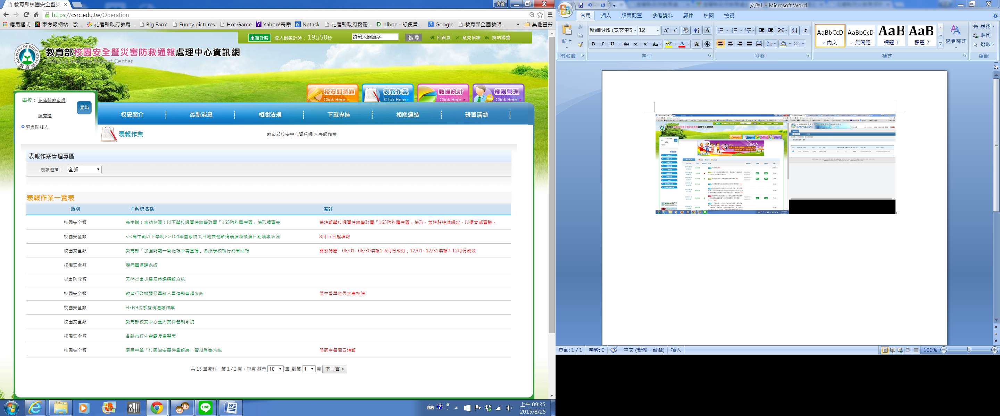 教育部校園安全暨災
宥達
https://csrc.edu.tw/Operation
應用程式 東方報網站 - 歡... 花蓮縣政府教育... Big Farm Funny pictures Hot Game Yahoo!奇摩 Netask 花蓮縣政府機關... hlboe - 訂便當... Google 教育部全國教師... » 其他書籤
重新計時 登入倒數計時： 19分50秒 請輸入關鍵字 搜尋 回首頁 意見信箱 網站導覽
MINISTRY OF EDUCATION
教育部
教育部校園安全暨災害防救通報處理中心資訊網
Campus Security Report Center
校安即時通 Click Here
表報作業 Click Here
數據統計 Click Here
權限管理 Click Here
學校： 花蓮縣教育處
陳宥達
登出
緊急聯絡人
校安簡介 最新消息 相關法規 下載專區 相關連結 研習活動
表報作業
教育部校安中心資訊網 > 表報作業
表報作業管理專區
表報選擇： 全部
表報作業一覽表
類別 子系統名稱 備註
校園安全類 高中職（含幼兒園）以下學校網頁連結警政署「165防詐騙專區」情形調查表 請填報學校網頁連結警政署「165防詐騙專區」情形，並填註連結網址，以便本部查驗。
校園安全類 <<高中職以下學制>>104年國家防災日地震避難掩護演練預演日期填報系統 8月17日起填報
校園安全類 教育部「加強防範一氧化碳中毒宣導」各級學校執行成果回報 開放時間：06/01~06/30填報1-6月份成效；12/01~12/31填報7-12月份成效
校園安全類 腸病毒停課系統
災害防救類 天然災害災損及停課通報系統
校園安全類 教育行政機關及軍訓人員值勤管理系統 限中督單位與大專校院
校園安全類 H7N9流感疫情通報作業
校園安全類 教育部校安中心重大案件管制系統
校園安全類 各縣市校外會霸凌彙整表
校園安全類 國民中學「校園治安事件彙報表」資料登錄系統 限國中每周四填報
共 15 筆資料，第 1 / 2 頁，每頁 顯示 10 筆, 到第 1 頁 下一頁 >
上午 09:35
2015/8/25
文件1 - Microsoft Word
常用 插入 版面配置 參考資料 郵件 校閱 檢視
貼上
新細明體 (本文中文 12
AaBbCcD AaBbCcD AaB AaB
內文 無間距 標題 1 標題 2
變更樣式
尋找
取代
選取
剪貼簿 字型 段落 樣式 編輯
頁面: 1 / 1 字數: 0 中文 (繁體，台灣) 插入 100%